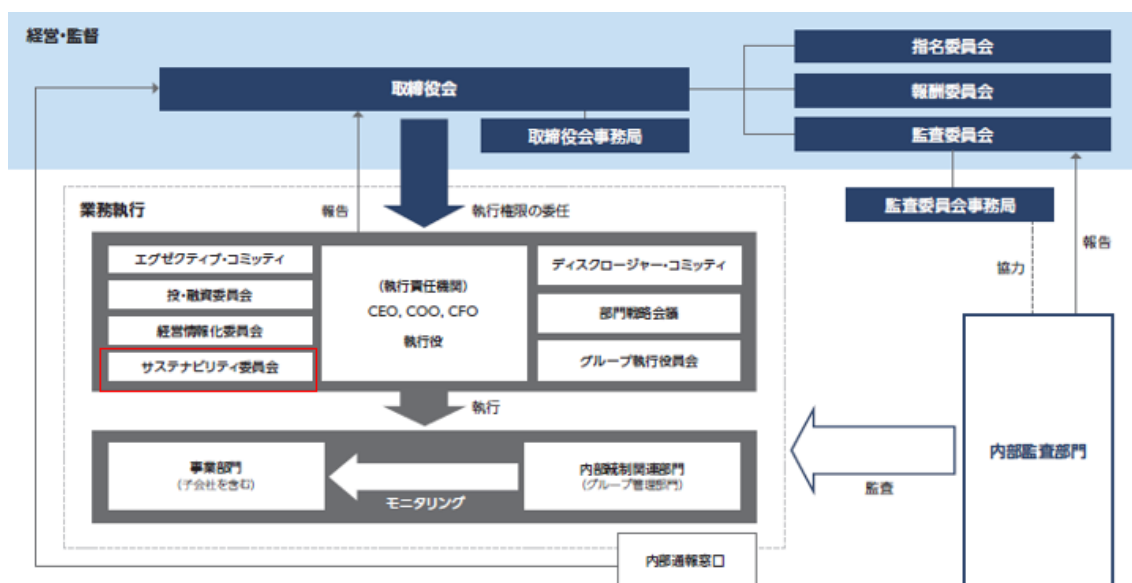 経営・監督
指名委員会
取締役会
報酬委員会
取締役会事務局
監査委員会
業務執行
報告
執行権限の委任
監査委員会事務局
報告
協力
エグゼクティブ・コミッティ
投・融資委員会
経営情報化委員会
サステナビリティ委員会
(執行責任機関)
CEO, COO, CFO
執行役
ディスクロージャー・コミッティ
部門戦略会議
グループ執行役員会
執行
事業部門
(子会社を含む)
モニタリング
内部統制関連部門
(グループ管理部門)
監査
内部監査部門
内部通報窓口